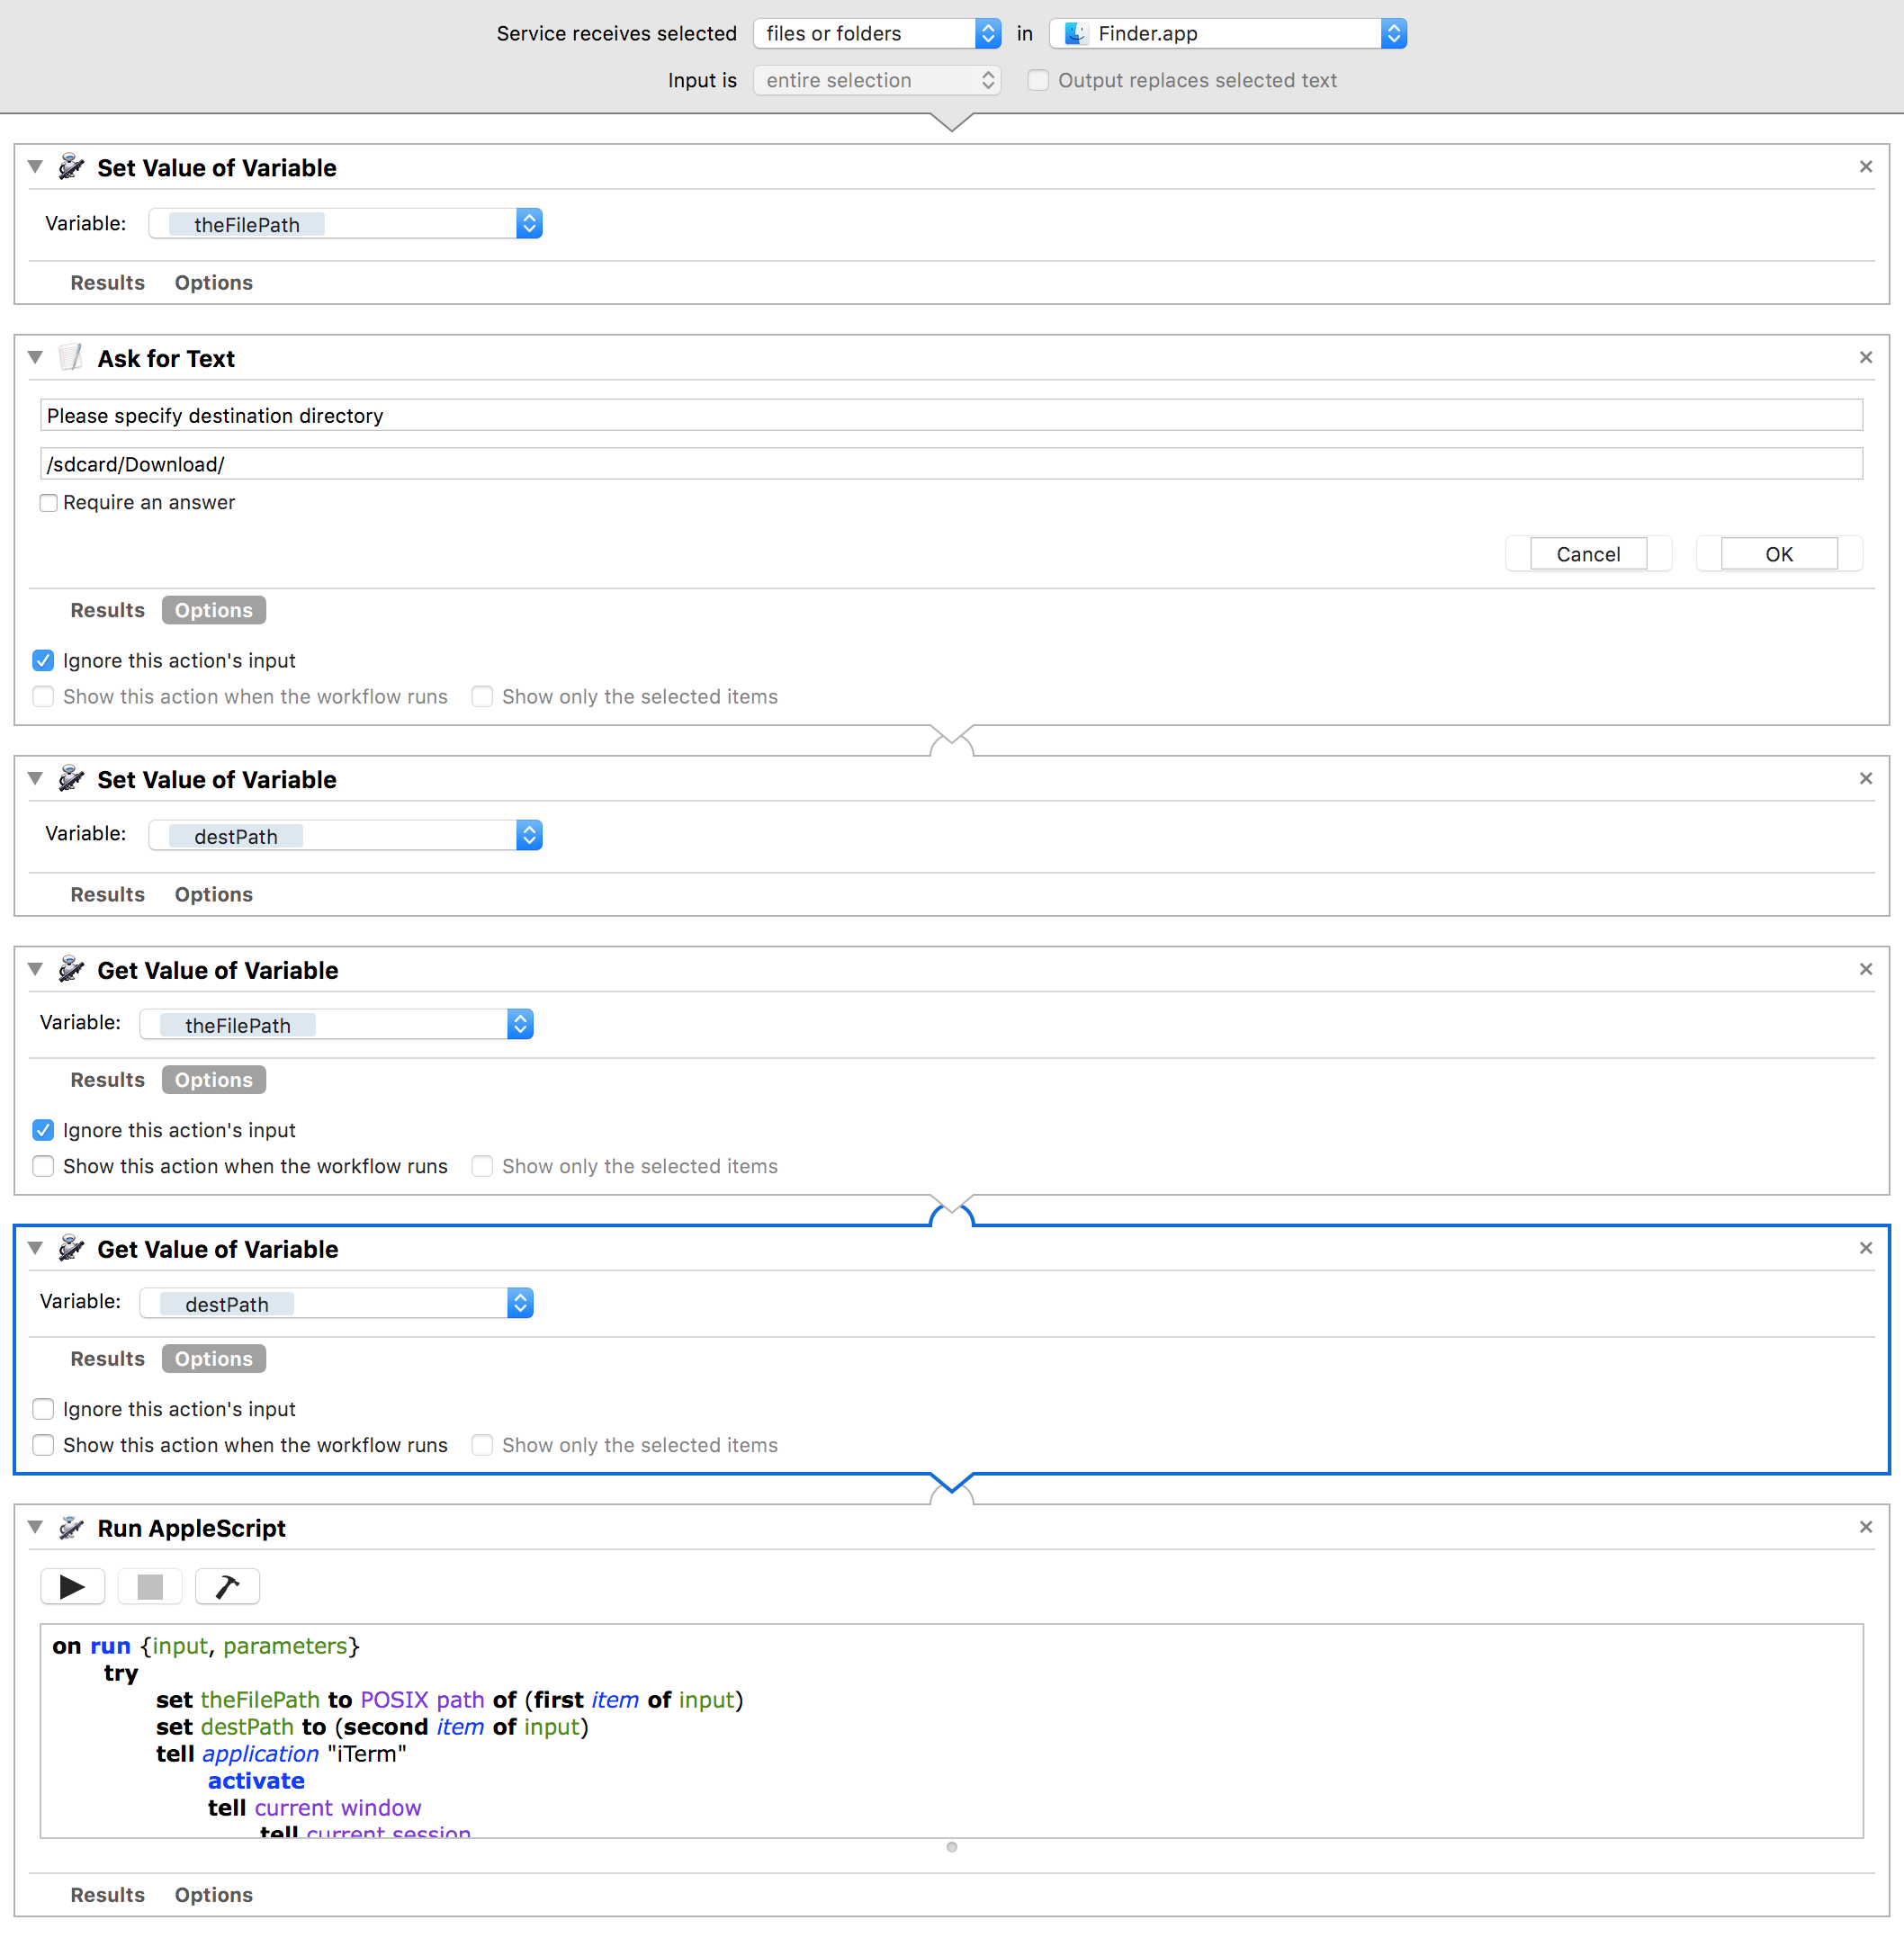 Service receives selected files or folders in Finder.app
Input is entire selection Output replaces selected text
Set Value of Variable
Variable: theFilePath
Results Options
Ask for Text
Please specify destination directory
/sdcard/Download/
Require an answer
Cancel OK
Results Options
Ignore this action's input
Show this action when the workflow runs Show only the selected items
Set Value of Variable
Variable: destPath
Results Options
Get Value of Variable
Variable: theFilePath
Results Options
Ignore this action's input
Show this action when the workflow runs Show only the selected items
Get Value of Variable
Variable: destPath
Results Options
Ignore this action's input
Show this action when the workflow runs Show only the selected items
Run AppleScript
on run {input, parameters}
try
set theFilePath to POSIX path of (first item of input)
set destPath to (second item of input)
tell application "iTerm"
activate
tell current window
tell current session
Results Options